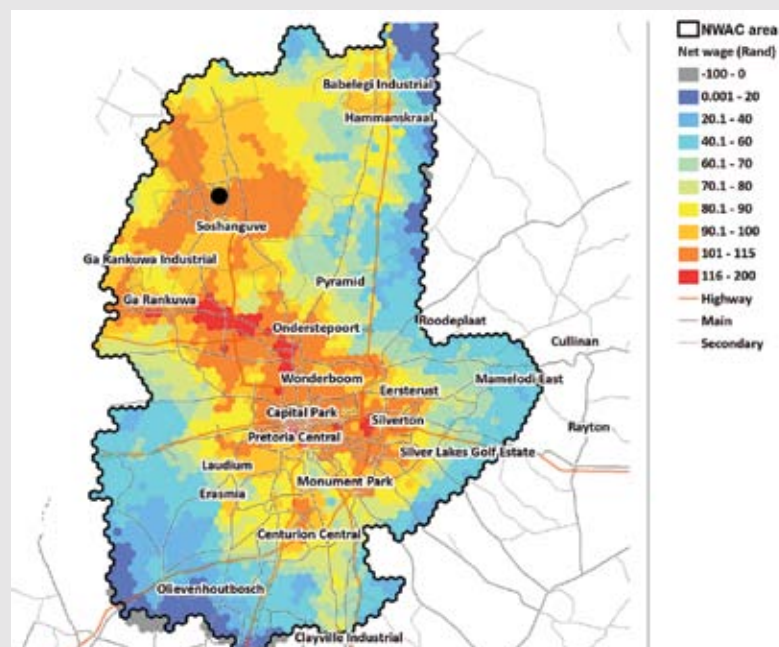 Babelegi Industrial
Hammanskraal
Soshanguve
Ga Rankuwa Industrial
Pyramid
Ga Rankuwa
Onderstepoort
Roodeplaat
Cullinan
Wonderboom
Mamelodi East
Eersterust
Capital Park
Silverton
Rayton
Pretoria Central
Silver Lakes Golf Estate
Laudium
Monument Park
Erasmia
Centurion Central
Olievenhoutbosch
Clayville Industrial
NWAC area
Net wage (Rand)
-100 - 0
0.001 - 20
20.1 - 40
40.1 - 60
60.1 - 70
70.1 - 80
80.1 - 90
90.1 - 100
101 - 115
116 - 200
Highway
Main
Secondary